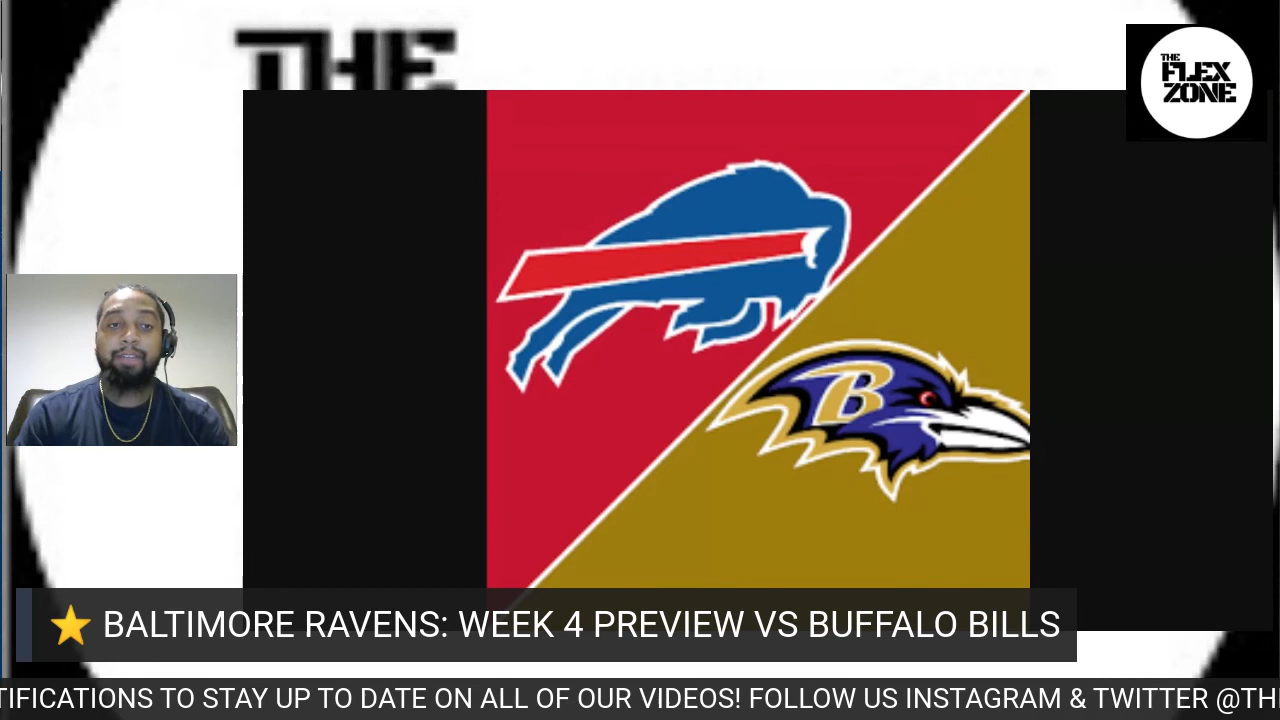 THE
THE
FLEX
ZONE
B
⭐ BALTIMORE RAVENS: WEEK 4 PREVIEW VS BUFFALO BILLS
TIFICATIONS TO STAY UP TO DATE ON ALL OF OUR VIDEOS! FOLLOW US INSTAGRAM & TWITTER @TH